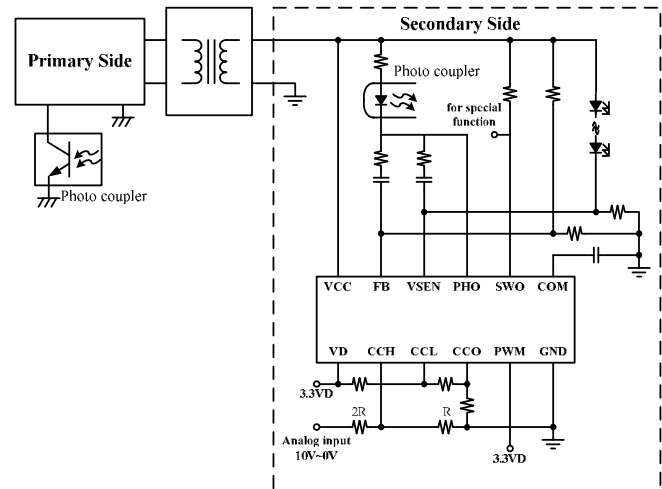 Secondary Side
Primary Side
Photo coupler
for special
function
Photo coupler
VCC FB VSEN PHO SWO COM
VD CCH CCL CCO PWM GND
3.3VD
2R R
Analog input
10V~0V
3.3VD